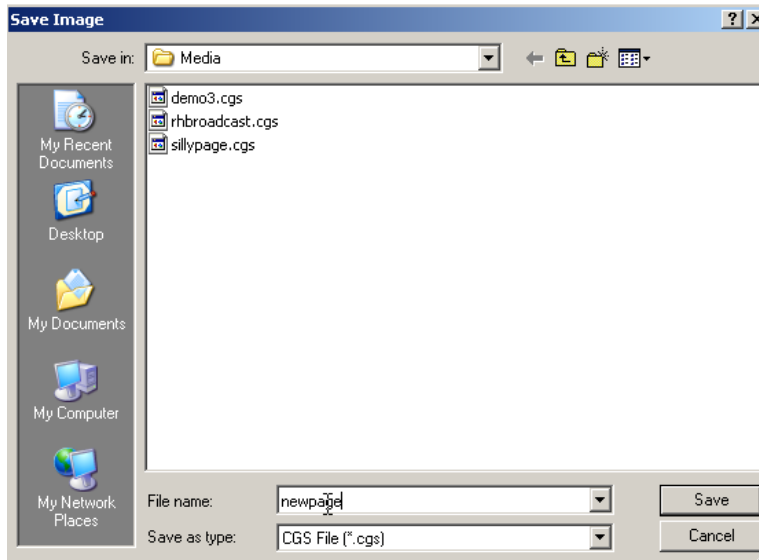 Save Image
Save in:
Media
demo3.cgs
rhbroadcast.cgs
sillypage.cgs
My Recent
Documents
Desktop
My Documents
My Computer
My Network
Places
File name:
newpage
Save
Save as type:
CGS File (*.cgs)
Cancel